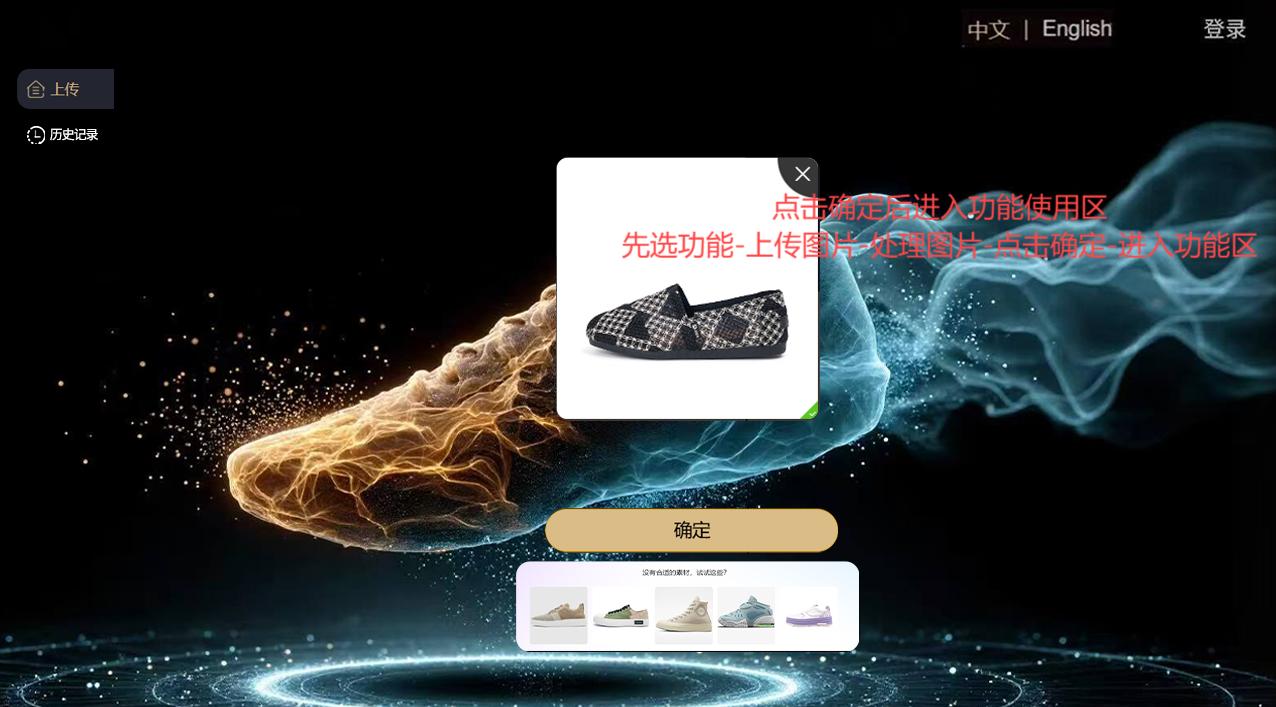 中文 | English
登录
上传
历史记录
点击确定后进入功能使用区
先选功能-上传图片-处理图片-点击确定-进入功能区
确定
没有合适的素材，试试这些?